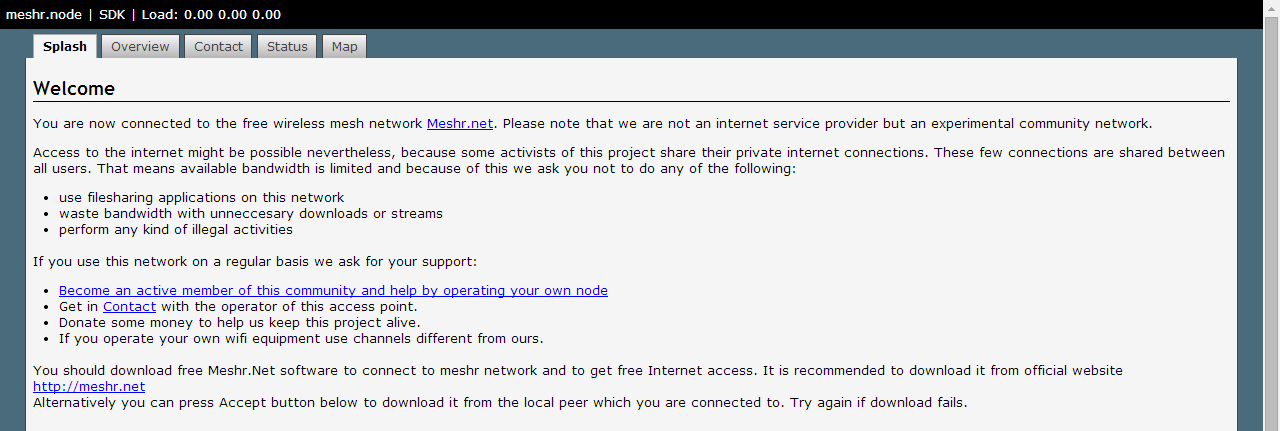 meshr.node | SDK | Load: 0.00 0.00 0.00
Splash Overview Contact Status Map
Welcome
You are now connected to the free wireless mesh network Meshr.net. Please note that we are not an internet service provider but an experimental community network.
Access to the internet might be possible nevertheless, because some activists of this project share their private internet connections. These few connections are shared between
all users. That means available bandwidth is limited and because of this we ask you not to do any of the following:
• use filesharing applications on this network
• waste bandwidth with unneccesary downloads or streams
• perform any kind of illegal activities
If you use this network on a regular basis we ask for your support:
• Become an active member of this community and help by operating your own node
• Get in Contact with the operator of this access point.
• Donate some money to help us keep this project alive.
• If you operate your own wifi equipment use channels different from ours.
You should download free Meshr.Net software to connect to meshr network and to get free Internet access. It is recommended to download it from official website
http://meshr.net
Alternatively you can press Accept button below to download it from the local peer which you are connected to. Try again if download fails.